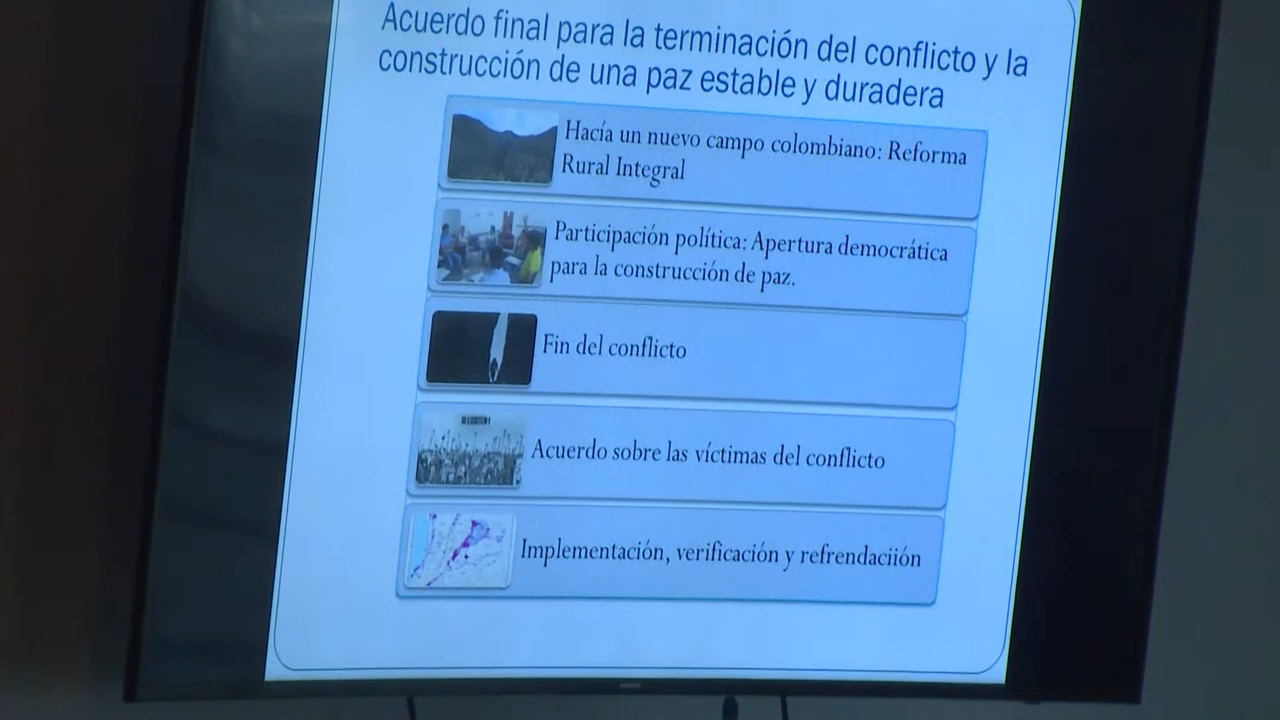 Acuerdo final para la terminación del conflicto y la
construcción de una paz estable y duradera
Hacía un nuevo campo colombiano: Reforma
Rural Integral
Participación política: Apertura democrática
para la construcción de paz.
Fin del conflicto
Acuerdo sobre las víctimas del conflicto
Implementación, verificación y refrendaciión